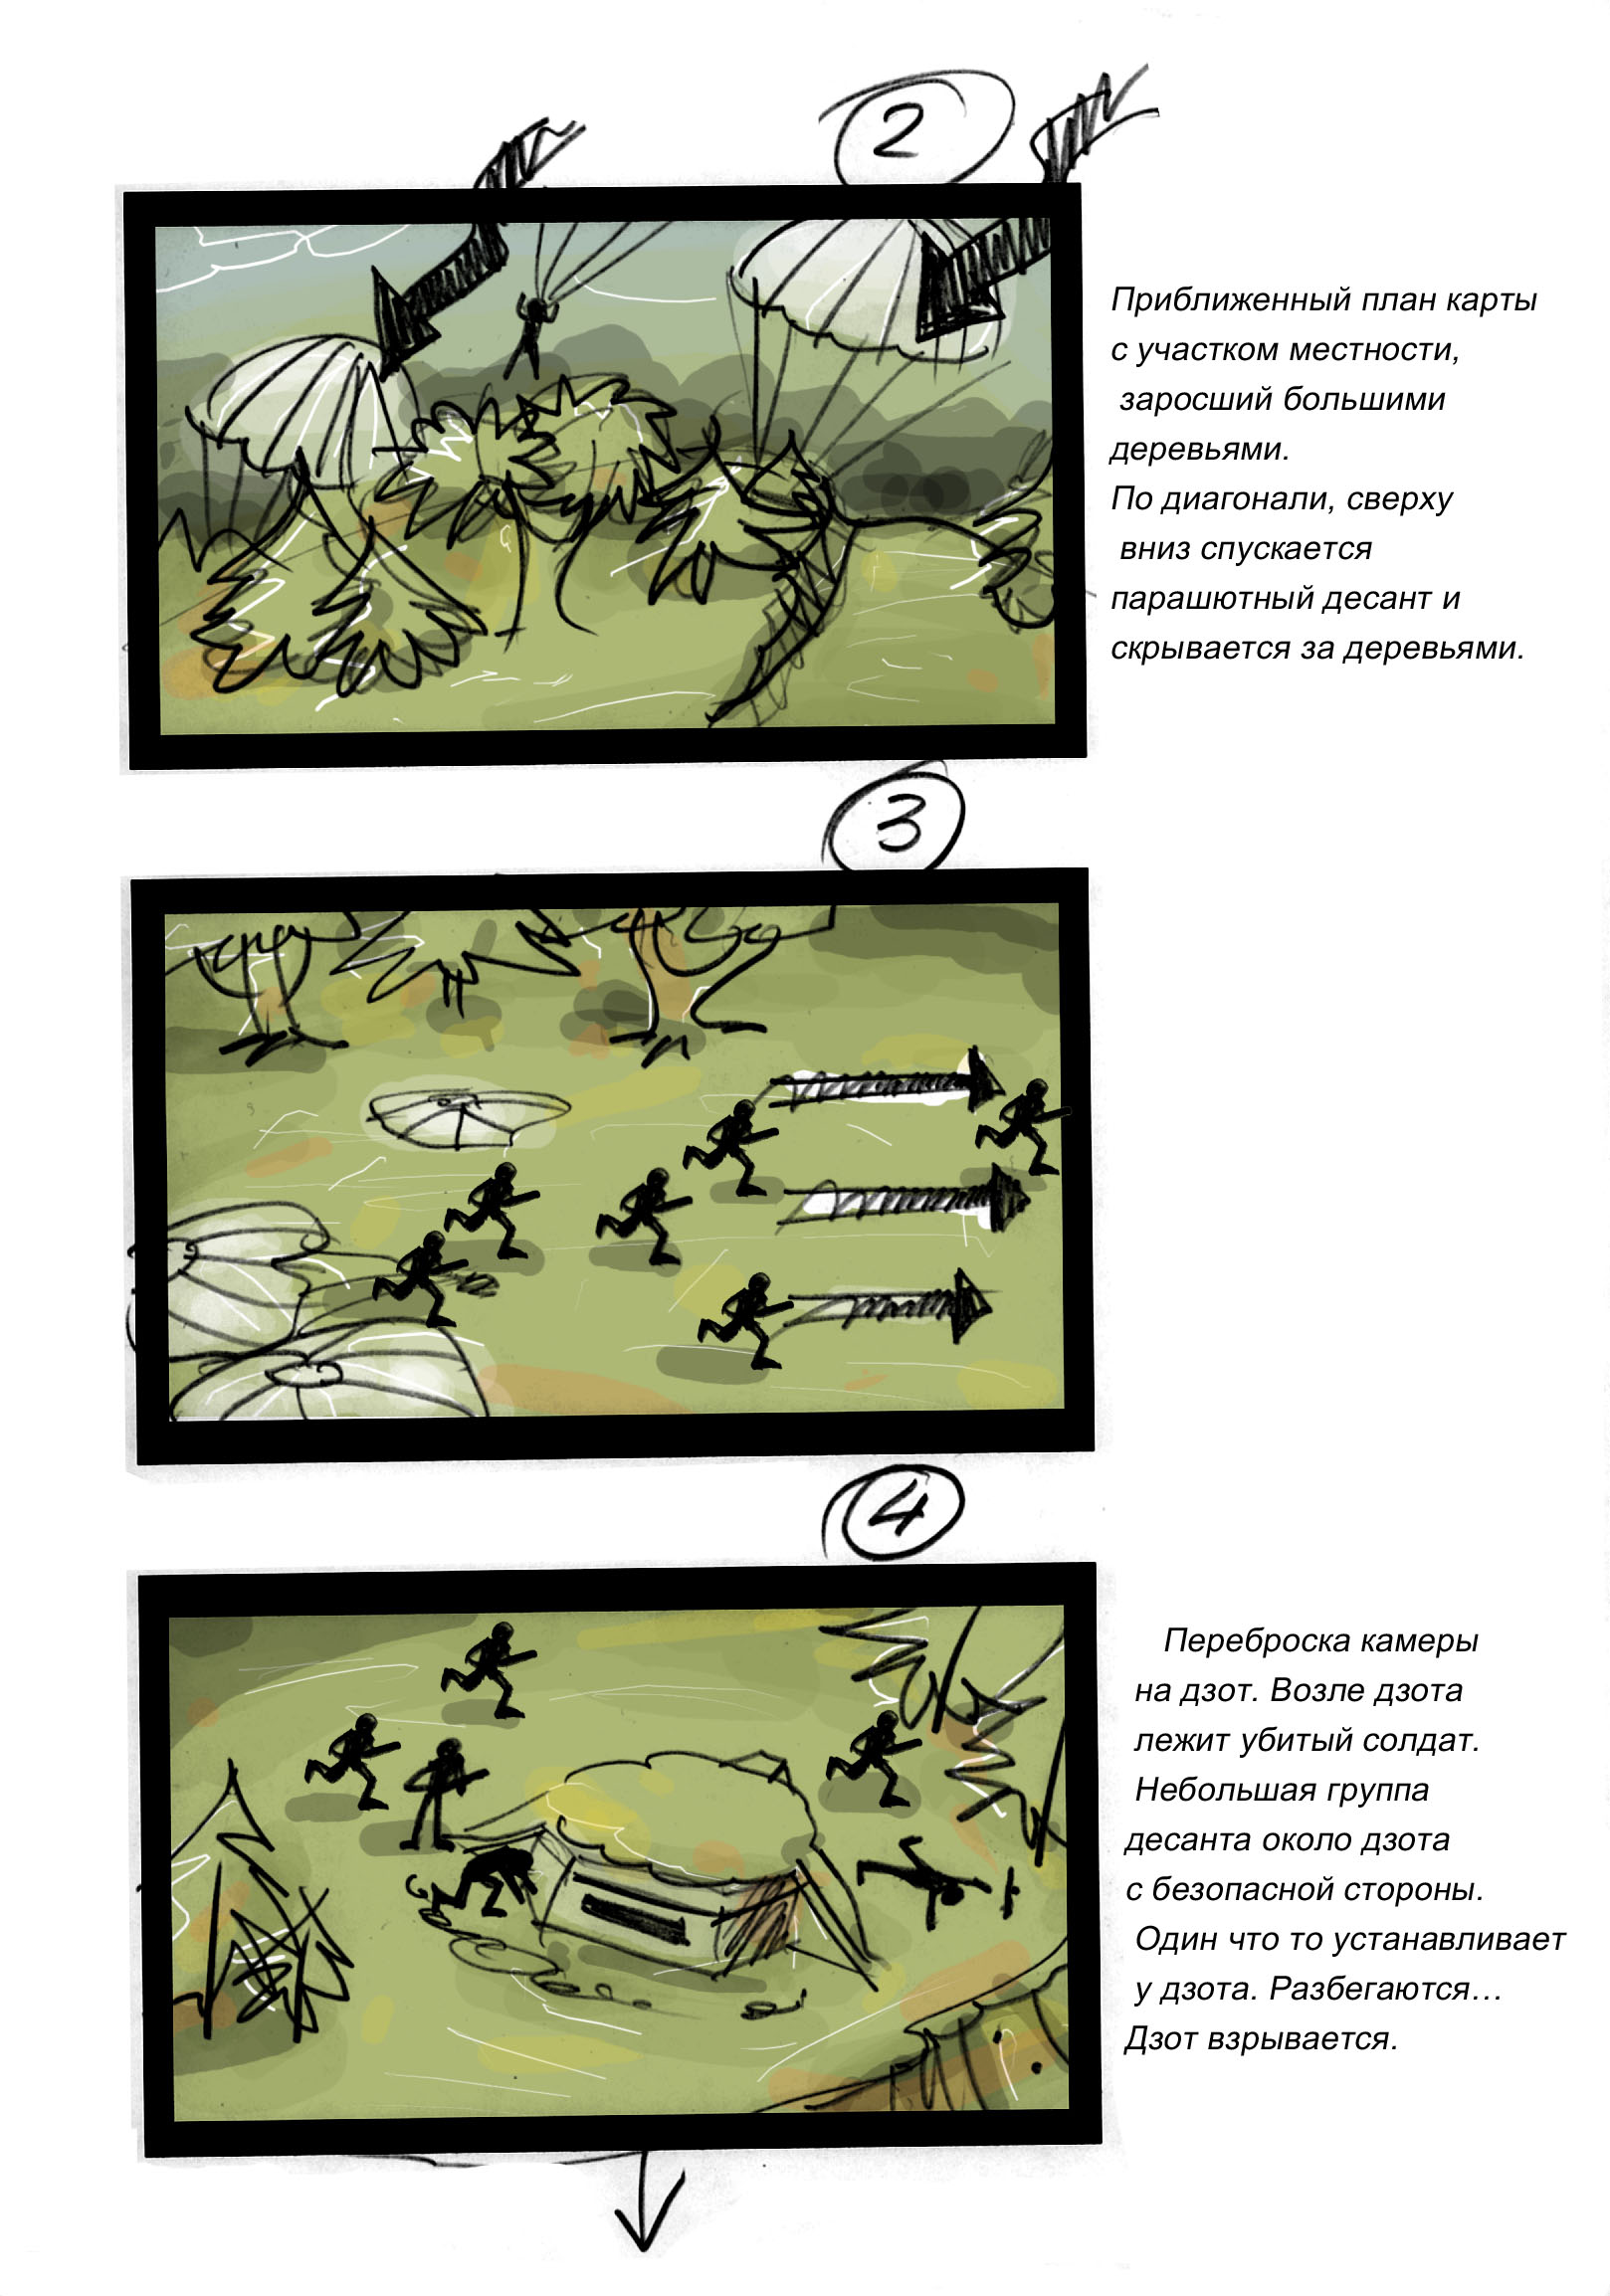 2
Приближенный план карты
с участком местности,
заросший большими
деревьями.
По диагонали, сверху
вниз спускается
парашютный десант и
скрывается за деревьями.
3
4
Переброска камеры
на дзот. Возле дзота
лежит убитый солдат.
Небольшая группа
десанта около дзота
с безопасной стороны.
Один что то устанавливает
у дзота. Разбегаются...
Дзот взрывается.